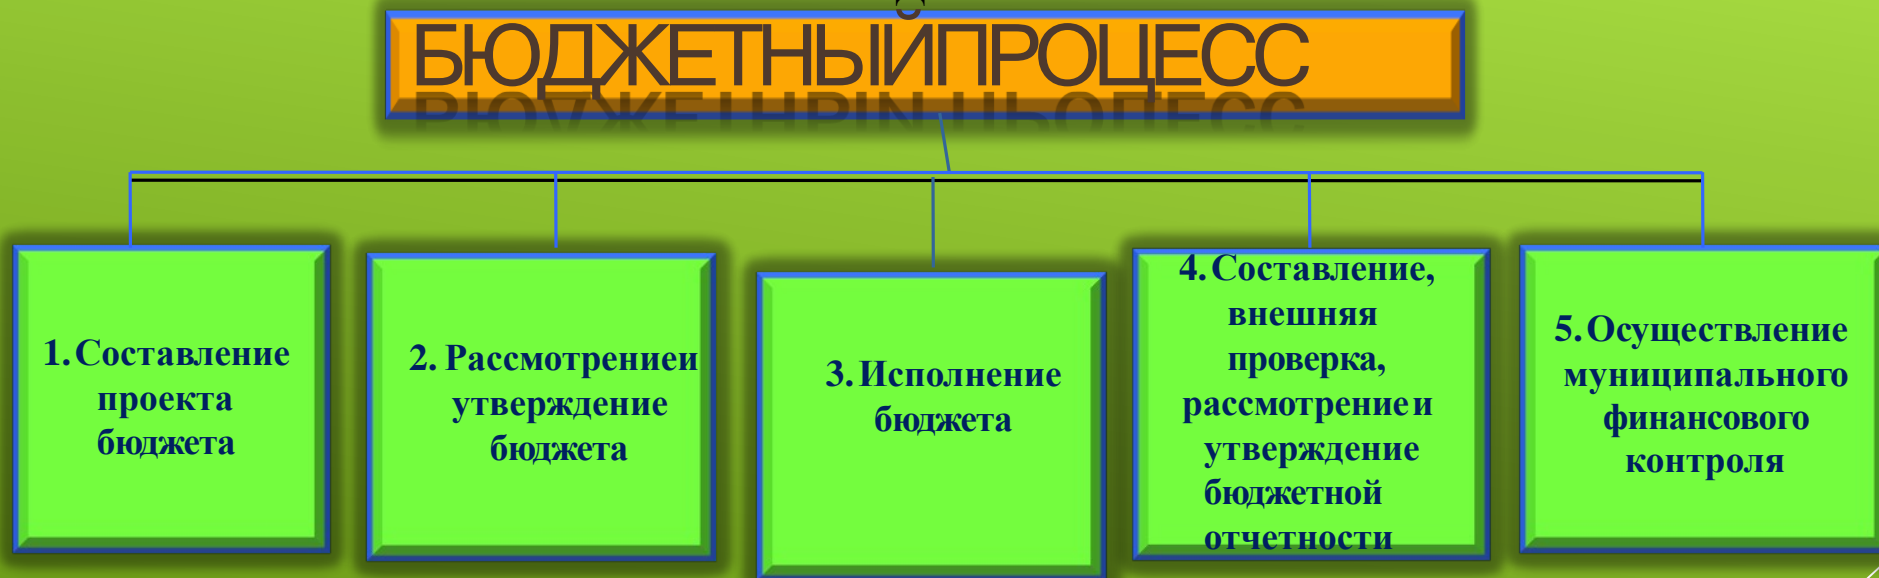 БЮДЖЕТНЫЙПРОЦЕСС
1.Составление
проекта
бюджета
2. Рассмотрениеи
утверждение
бюджета
3.Исполнение
бюджета
4.Составление,
внешняя
проверка,
рассмотрение и
утверждение
бюджетной
отчетности
5.Осуществление
муниципального
финансового
контроля